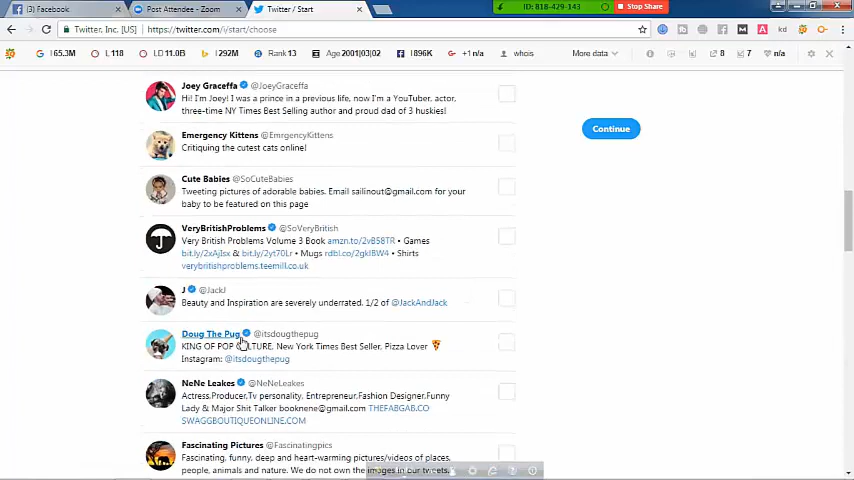 (3) Facebook
Post Attendee - Zoom
Twitter / Start
ID: 818-429-143
Stop Share
Twitter, Inc. [US]
https://twitter.com/i/start/choose
I 65.3M
L 118
LD 11.0B
I 292M
Rank 13
Age 2001|03|02
I 896K
+1 n/a
whois
More data
8
7
n/a
Joey Graceffa @JoeyGraceffa
Hi! I'm Joey! I was a prince in a previous life, now I'm a YouTuber, actor,
three-time NY Times Best Selling author and proud dad of 3 huskies!
Emergency Kittens @EmrgencyKittens
Critiquing the cutest cats online!
Continue
Cute Babies @SoCuteBabies
Tweeting pictures of adorable babies. Email sailinout@gmail.com for your
baby to be featured on this page
VeryBritishProblems @SoVeryBritish
Very British Problems Volume 3 Book amzn.to/2vB58TR • Games
bit.ly/2xAjIsx & bit.ly/2yt70Lr • Mugs rdbl.co/2gkIBW4 • Shirts
verybritishproblems.teemill.co.uk
J @JackJ
Beauty and Inspiration are severely underrated. 1/2 of @JackAndJack
Doug The Pug @itsdougthepug
KING OF POP CULTURE. New York Times Best Seller. Pizza Lover
Instagram: @itsdougthepug
NeNe Leakes @NeNeLeakes
Actress,Producer,Tv personality. Entrepreneur,Fashion Designer,Funny
Lady & Major Shit Talker booknene@gmail.com THEFABGAB.CO
SWAGGBOUTIQUEONLINE.COM
Fascinating Pictures @Fascinatingpics
Fascinating, funny, deep and heart-warming pictures/videos of places,
people, animals and nature. We do not own the images in our tweets.